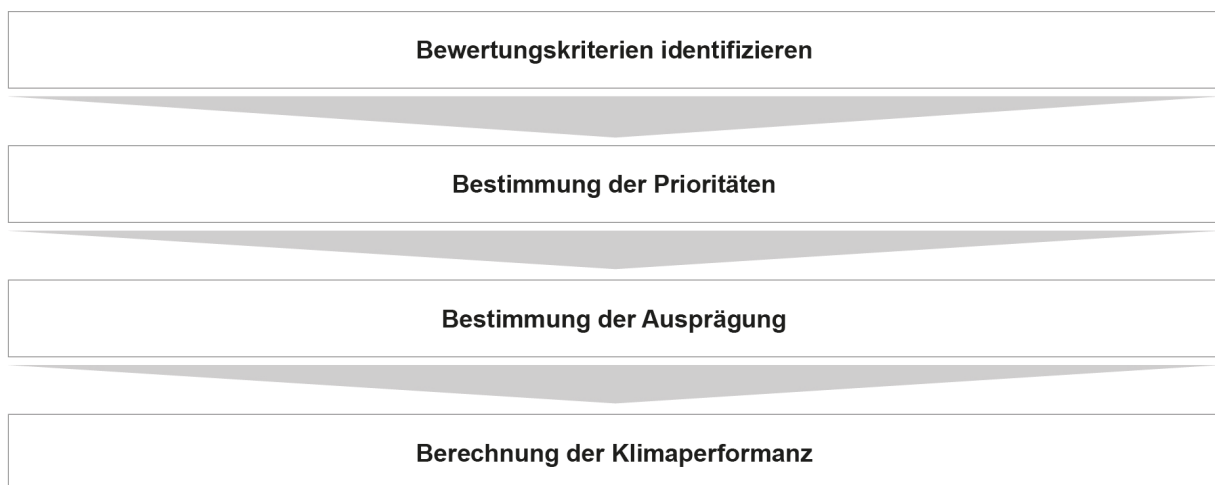 Bewertungskriterien identifizieren
Bestimmung der Prioritäten
Bestimmung der Ausprägung
Berechnung der Klimaperformanz